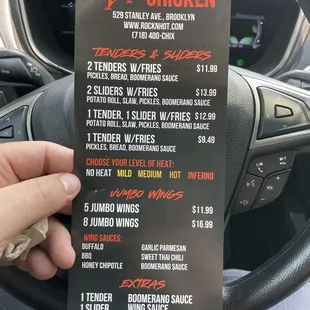 CHICKEN
529 STANLEY AVE., BROOKLYN
WWW.ROCKNHOT.COM
(718) 400-CHIX
TENDERS & SLIDERS
2 TENDERS W/FRIES $11.99
PICKLES, BREAD, BOOMERANG SAUCE
2 SLIDERS W/FRIES $13.99
POTATO ROLL, SLAW, PICKLES, BOOMERANG SAUCE
1 TENDER, 1 SLIDER W/FRIES $12.99
POTATO ROLL, SLAW, PICKLES, BOOMERANG SAUCE
1 TENDER W/FRIES $9.49
PICKLES, BREAD, BOOMERANG SAUCE
CHOOSE YOUR LEVEL OF HEAT:
NO HEAT MILD MEDIUM HOT INFERNO
JUMBO WINGS
5 JUMBO WINGS $11.99
8 JUMBO WINGS $16.99
WING SAUCES:
BUFFALO GARLIC PARMESAN
BBQ SWEET THAI CHILI
HONEY CHIPOTLE BOOMERANG SAUCE
EXTRAS
1 TENDER BOOMERANG SAUCE
1 SLIDER WING SAUCE